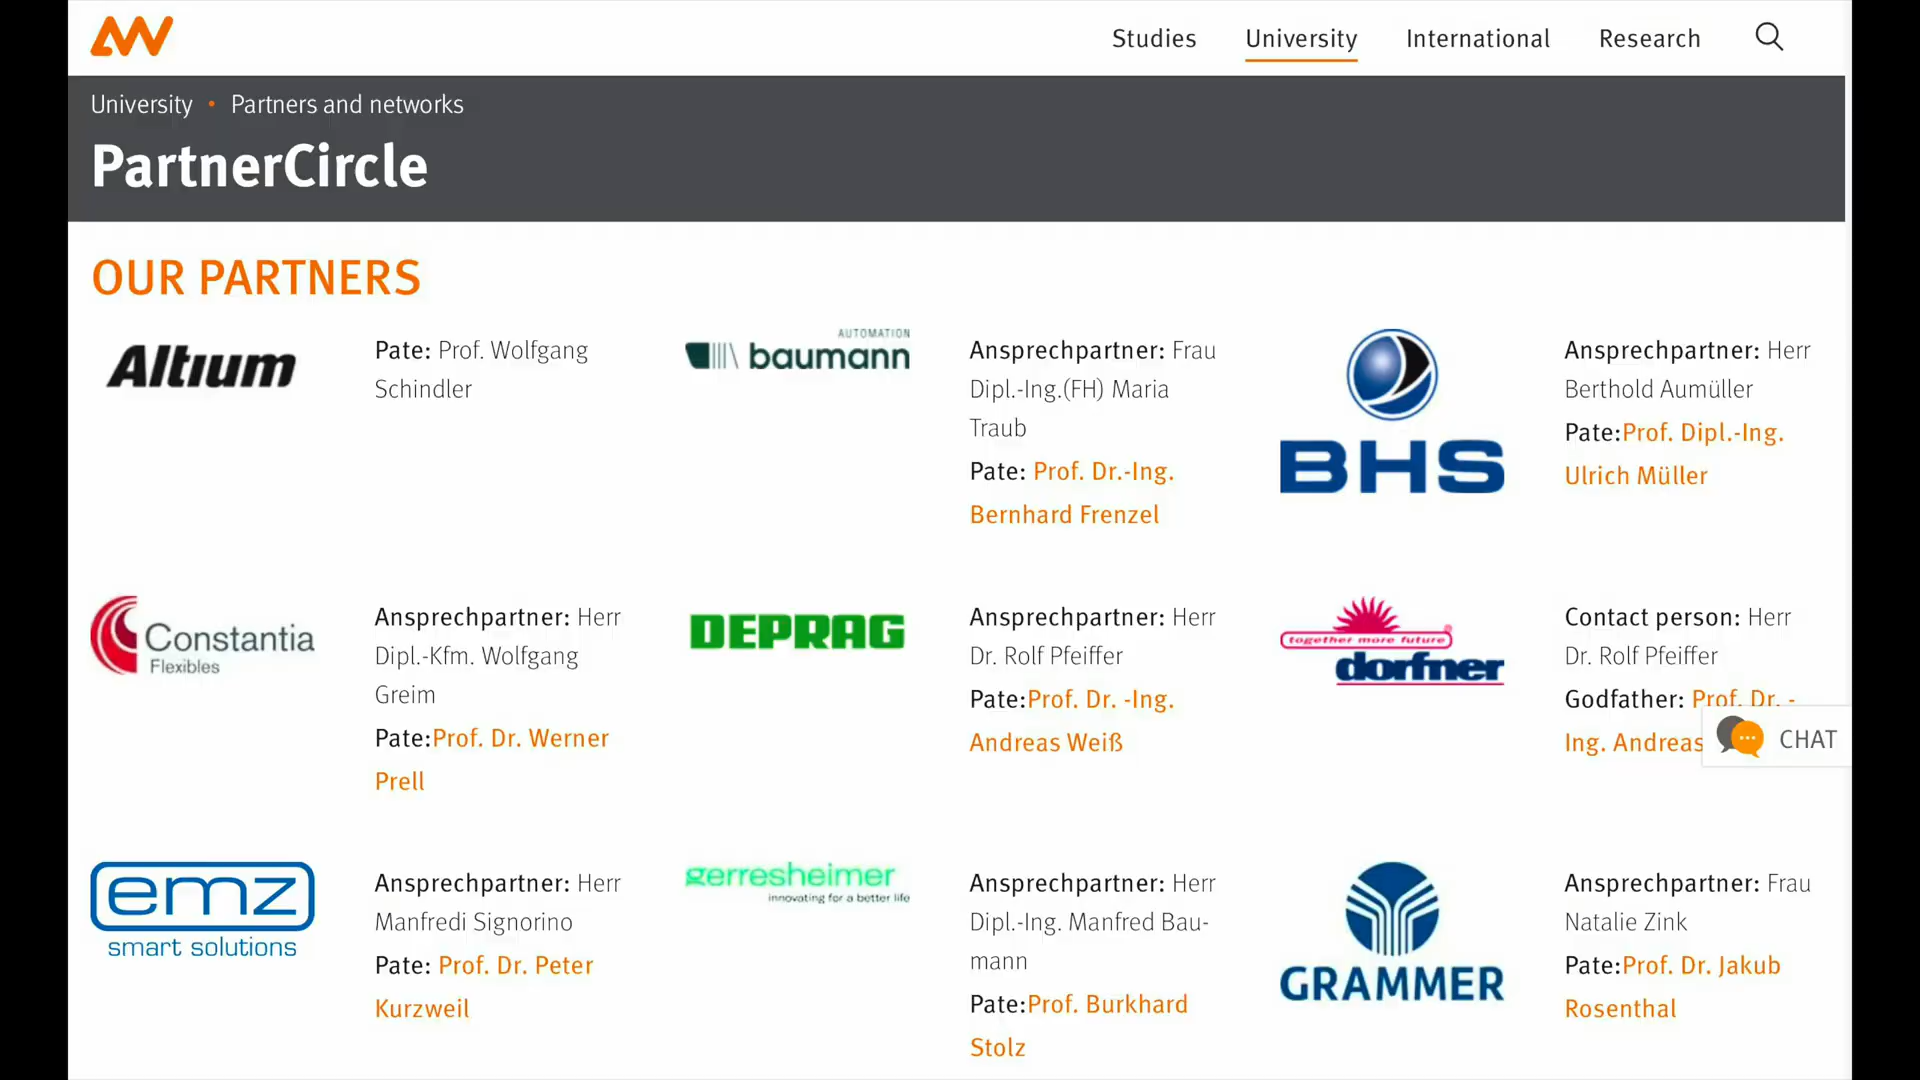 Studies
University
International
Research
University • Partners and networks
PartnerCircle
OUR PARTNERS
Altium
Pate: Prof. Wolfgang
Schindler
AUTOMATION
baumann
Ansprechpartner: Frau
Dipl.-Ing.(FH) Maria
Traub
Pate: Prof. Dr.-Ing.
Bernhard Frenzel
BHS
Ansprechpartner: Herr
Berthold Aumüller
Pate:Prof. Dipl.-Ing.
Ulrich Müller
Constantia
Flexibles
Ansprechpartner: Herr
Dipl.-Kfm. Wolfgang
Greim
Pate:Prof. Dr. Werner
Prell
DEPRAG
Ansprechpartner: Herr
Dr. Rolf Pfeiffer
Pate:Prof. Dr. -Ing.
Andreas Weiß
together more future
dorfner
Contact person: Herr
Dr. Rolf Pfeiffer
Godfather: Prof. Dr. -
Ing. Andreas
CHAT
emz
smart solutions
Ansprechpartner: Herr
Manfredi Signorino
Pate: Prof. Dr. Peter
Kurzweil
gerresheimer
innovating for a better life
Ansprechpartner: Herr
Dipl.-Ing. Manfred Bau-
mann
Pate:Prof. Burkhard
Stolz
GRAMMER
Ansprechpartner: Frau
Natalie Zink
Pate:Prof. Dr. Jakub
Rosenthal